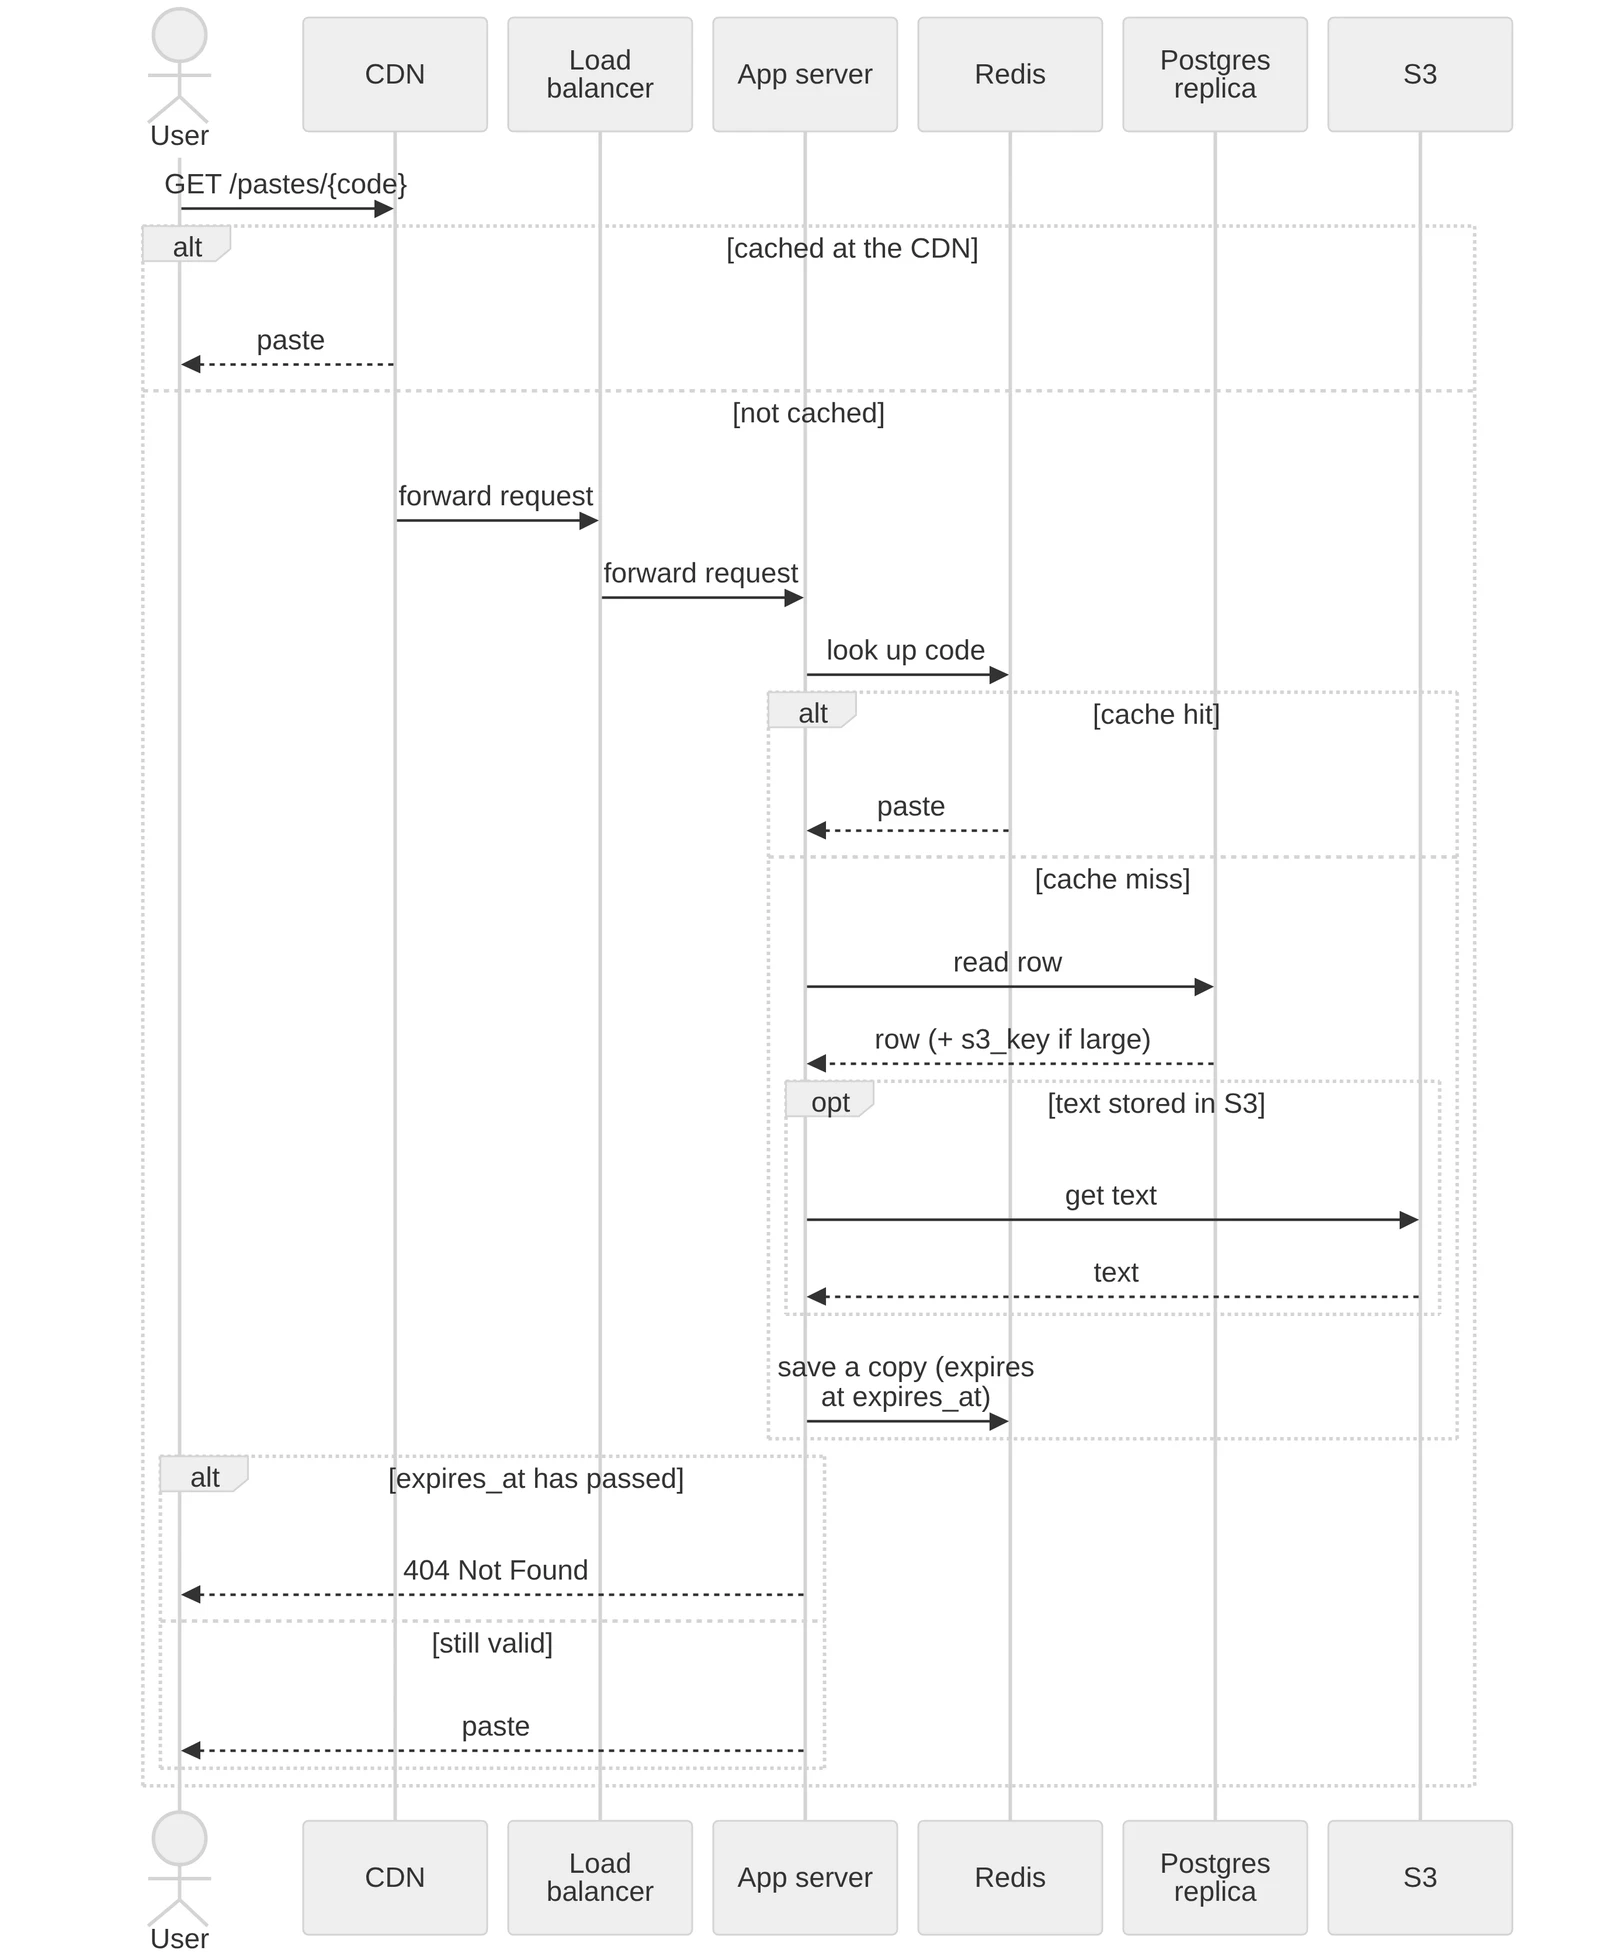 User
CDN
Load
balancer
App server
Redis
Postgres
replica
S3
GET /pastes/{code}
alt
[cached at the CDN]
paste
[not cached]
forward request
forward request
look up code
alt
[cache hit]
paste
[cache miss]
read row
row (+ s3_key if large)
opt
[text stored in S3]
get text
text
save a copy (expires
at expires_at)
alt
[expires_at has passed]
404 Not Found
[still valid]
paste
User
CDN
Load
balancer
App server
Redis
Postgres
replica
S3